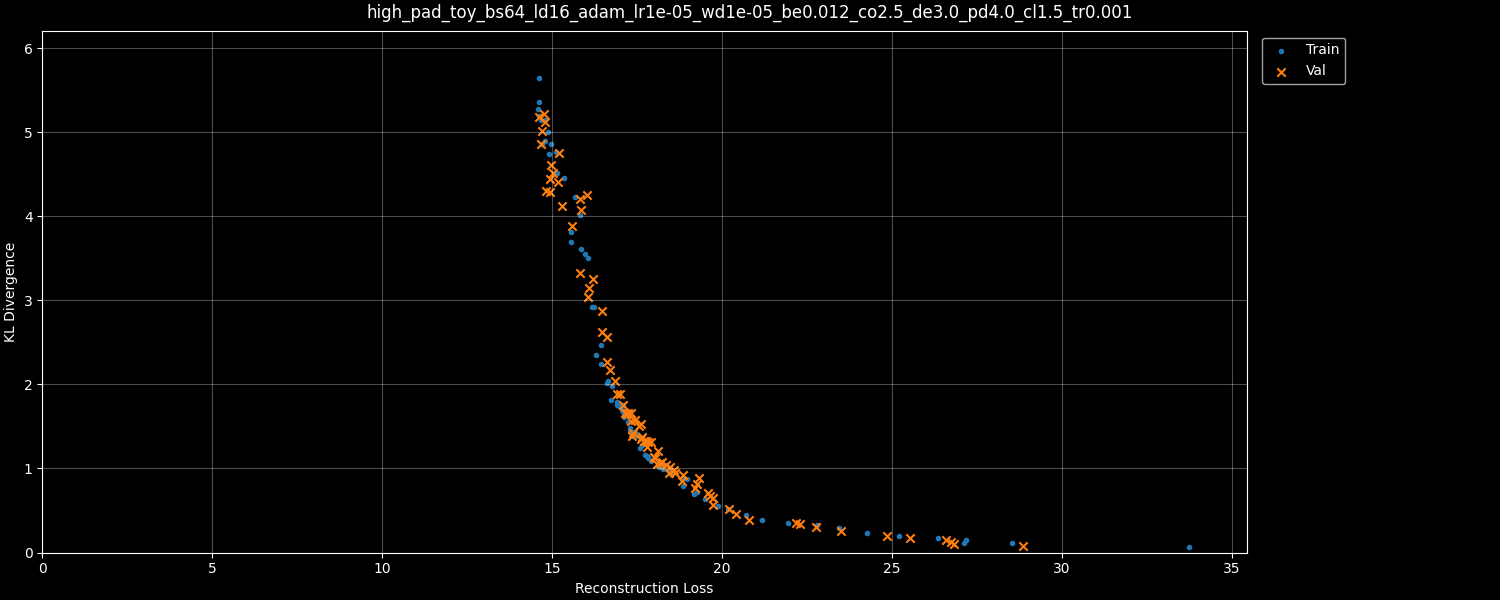 high_pad_toy_bs64_ld16_adam_lr1e-05_wd1e-05_be0.012_co2.5_de3.0_pd4.0_cl1.5_tr0.001
Train
Val
KL Divergence
6
5
4
3
2
1
0
0 5 10 15 20 25 30 35
Reconstruction Loss